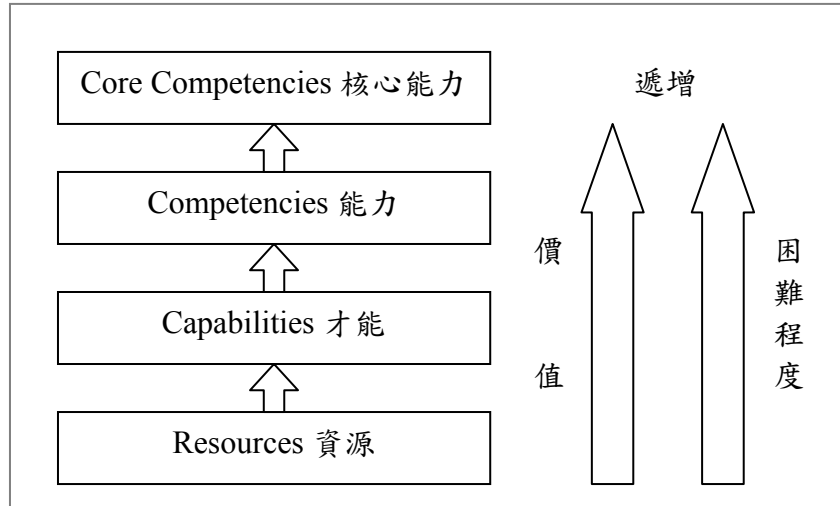 Core Competencies 核心能力
遞增
Competencies 能力
Capabilities 才能
Resources 資源
價值
困難程度